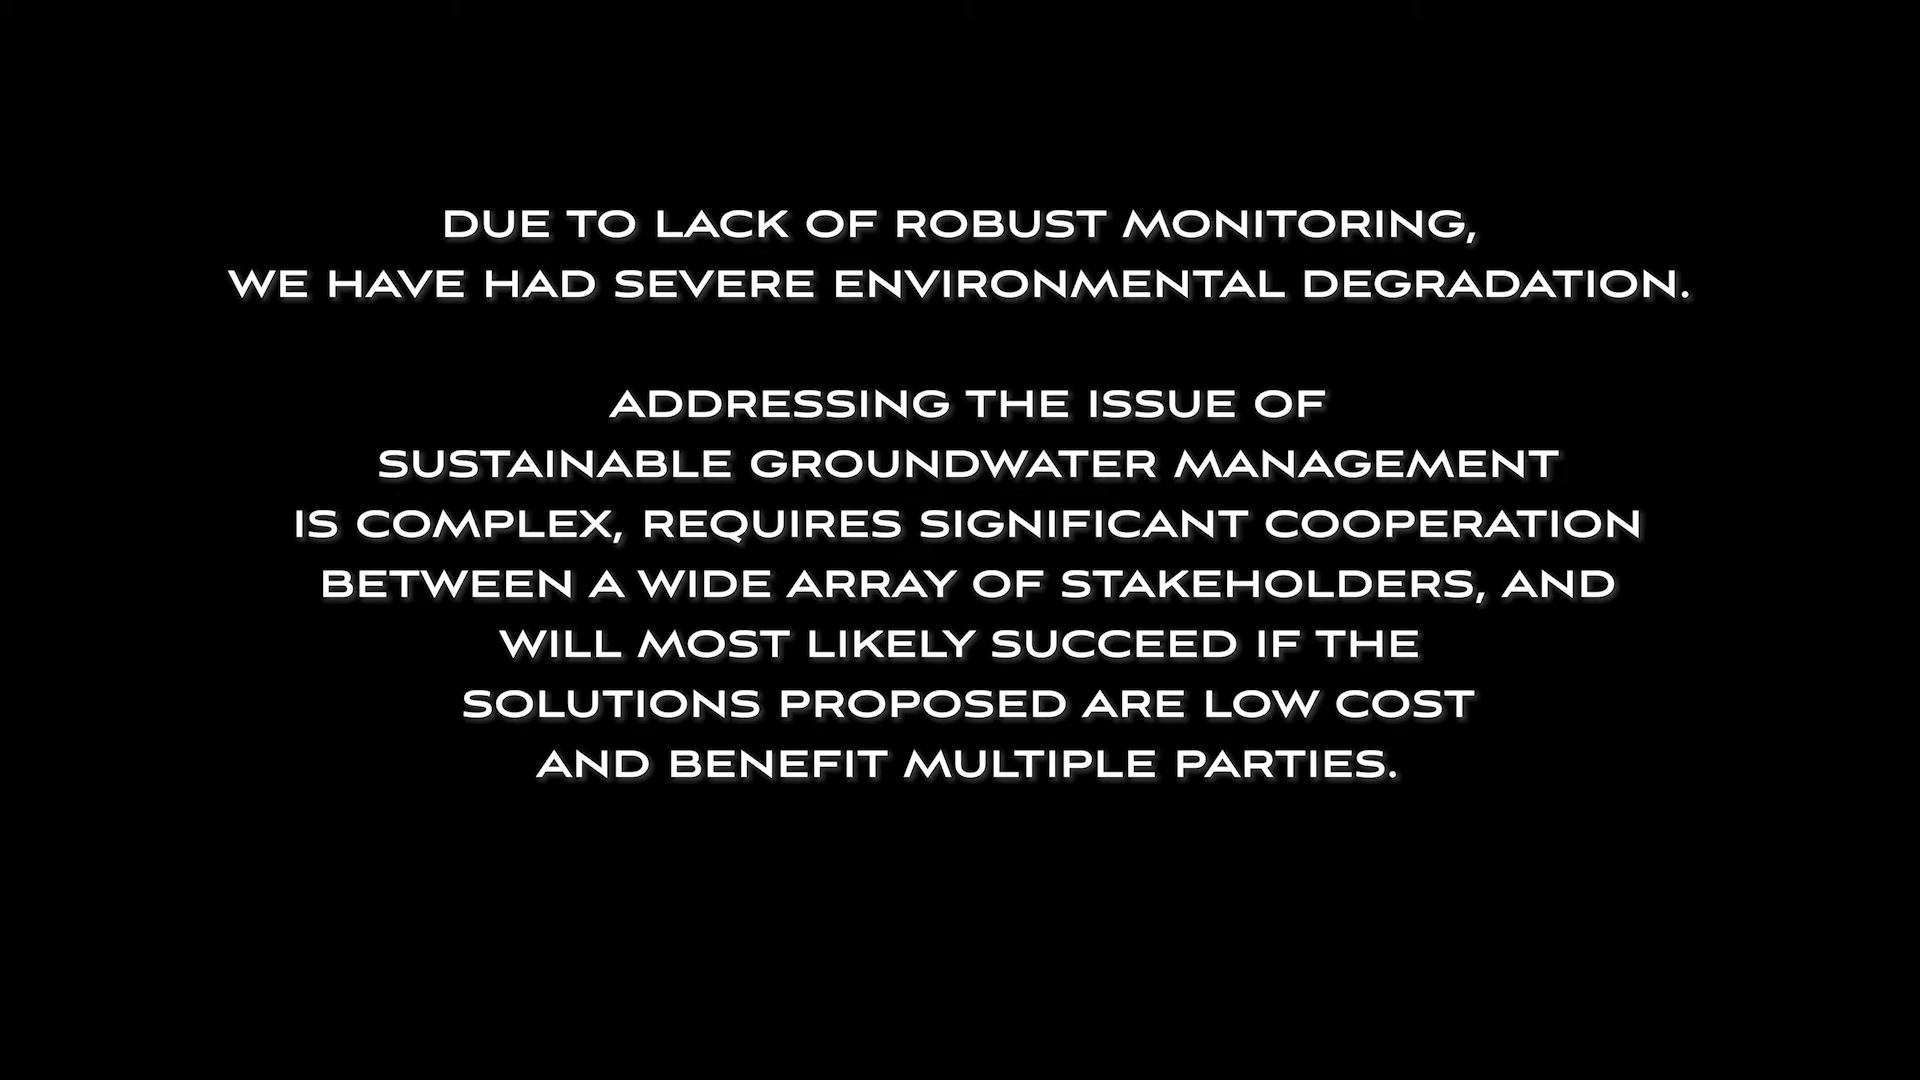 DUE TO LACK OF ROBUST MONITORING,
WE HAVE HAD SEVERE ENVIRONMENTAL DEGRADATION.
ADDRESSING THE ISSUE OF
SUSTAINABLE GROUNDWATER MANAGEMENT
IS COMPLEX, REQUIRES SIGNIFICANT COOPERATION
BETWEEN A WIDE ARRAY OF STAKEHOLDERS, AND
WILL MOST LIKELY SUCCEED IF THE
SOLUTIONS PROPOSED ARE LOW COST
AND BENEFIT MULTIPLE PARTIES.